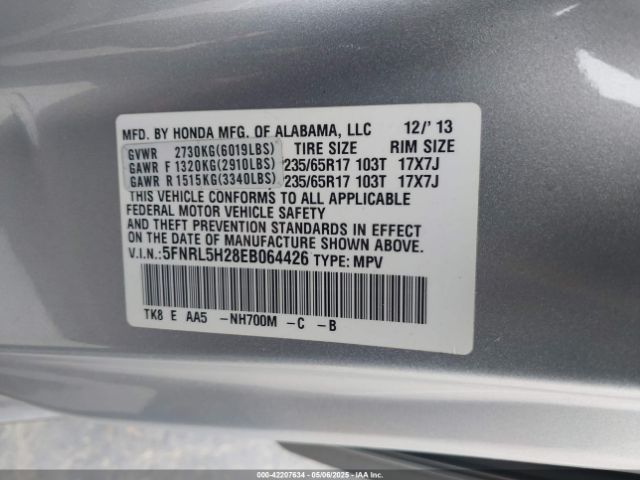 MFD. BY HONDA MFG. OF ALABAMA, LLC 12/'13
GVWR 2730KG(6019LBS) TIRE SIZE RIM SIZE
GAWR F 1320KG(2910LBS) 235/65R17 103T 17X7J
GAWR R 1515KG(3340LBS) 235/65R17 103T 17X7J
THIS VEHICLE CONFORMS TO ALL APPLICABLE
FEDERAL MOTOR VEHICLE SAFETY
AND THEFT PREVENTION STANDARDS IN EFFECT
ON THE DATE OF MANUFACTURE SHOWN ABOVE.
V.I.N.: 5FNRL5H28EB064426 TYPE: MPV
TK8 E AA5 -NH700M -C -B
000-42207634 - 05/06/2025 - IAAI.COM